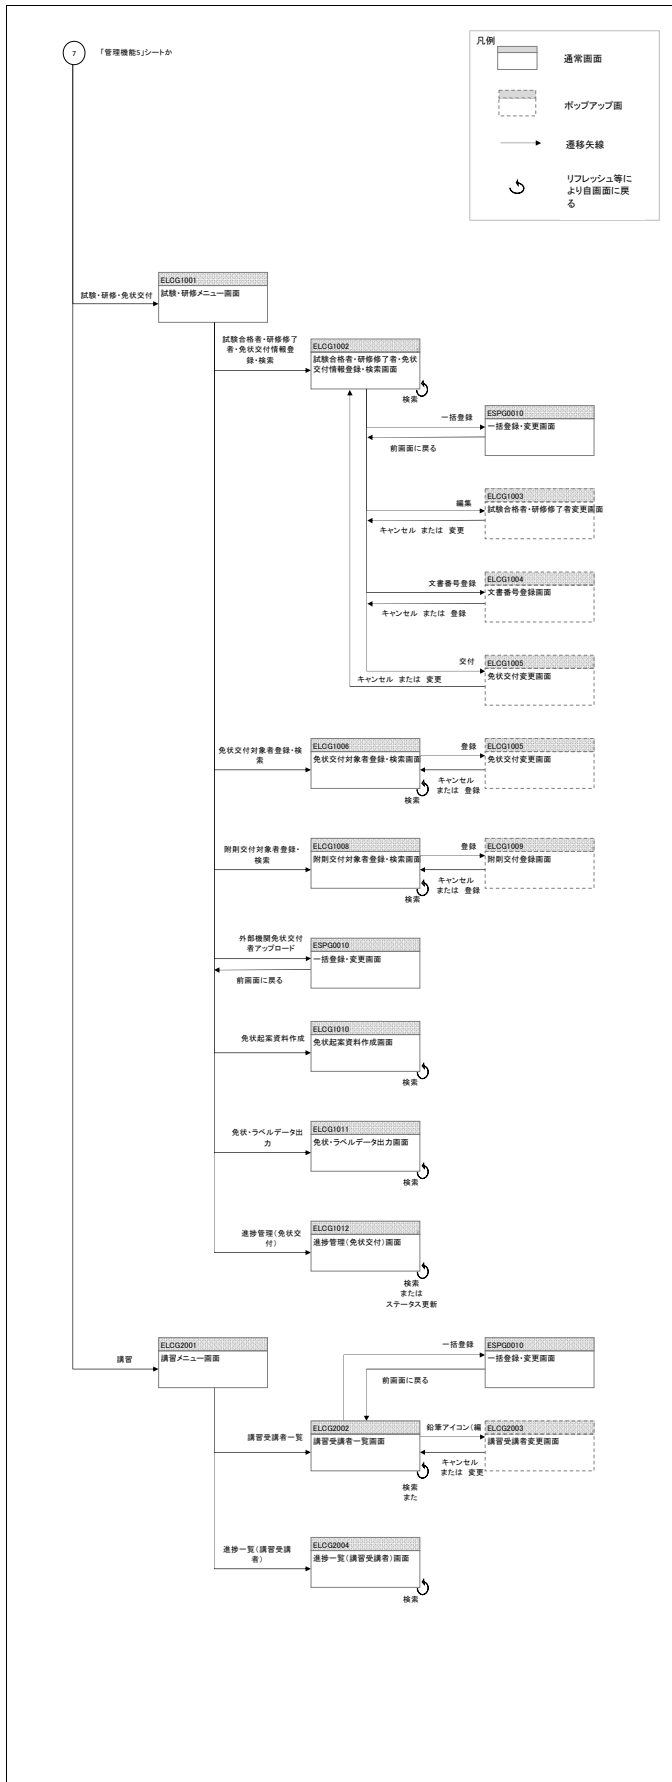 7
「管理機能5」シートか
凡例
通常画面
ポップアップ画
遷移矢線
リフレッシュ等に
より自画面に戻
る
試験・研修・免状交付
ELCG1001
試験・研修メニュー画面
試験合格者・研修修了
者・免状交付情報登
録・検索
ELCG1002
試験合格者・研修修了者・免状
交付情報登録・検索画面
検索
一括登録
ESPG0010
一括登録・変更画面
前画面に戻る
編集
ELCG1003
試験合格者・研修修了者変更画面
キャンセル または 変更
文書番号登録
ELCG1004
文書番号登録画面
キャンセル または 登録
交付
ELCG1005
免状交付変更画面
キャンセル または 変更
免状交付対象者登録・検
索
ELCG1006
免状交付対象者登録・検索画面
検索
登録
ELCG1005
免状交付変更画面
キャンセル
または 登録
附則交付対象者登録・
検索
ELCG1008
附則交付対象者登録・検索画面
検索
登録
ELCG1009
附則交付登録画面
キャンセル
または 登録
外部機関免状交付
者アップロード
ESPG0010
一括登録・変更画面
前画面に戻る
免状起案資料作成
ELCG1010
免状起案資料作成画面
検索
免状・ラベルデータ出
力
ELCG1011
免状・ラベルデータ出力画面
検索
進捗管理(免状交
付)
ELCG1012
進捗管理(免状交付)画面
検索
または
ステータス更新
講習
ELCG2001
講習メニュー画面
一括登録
ESPG0010
一括登録・変更画面
前画面に戻る
講習受講者一覧
ELCG2002
講習受講者一覧画面
検索
また
鉛筆アイコン(編
ELCG2003
講習受講者変更画面
キャンセル
または 変更
進捗一覧(講習受講
者)
ELCG2004
進捗一覧(講習受講者)画面
検索